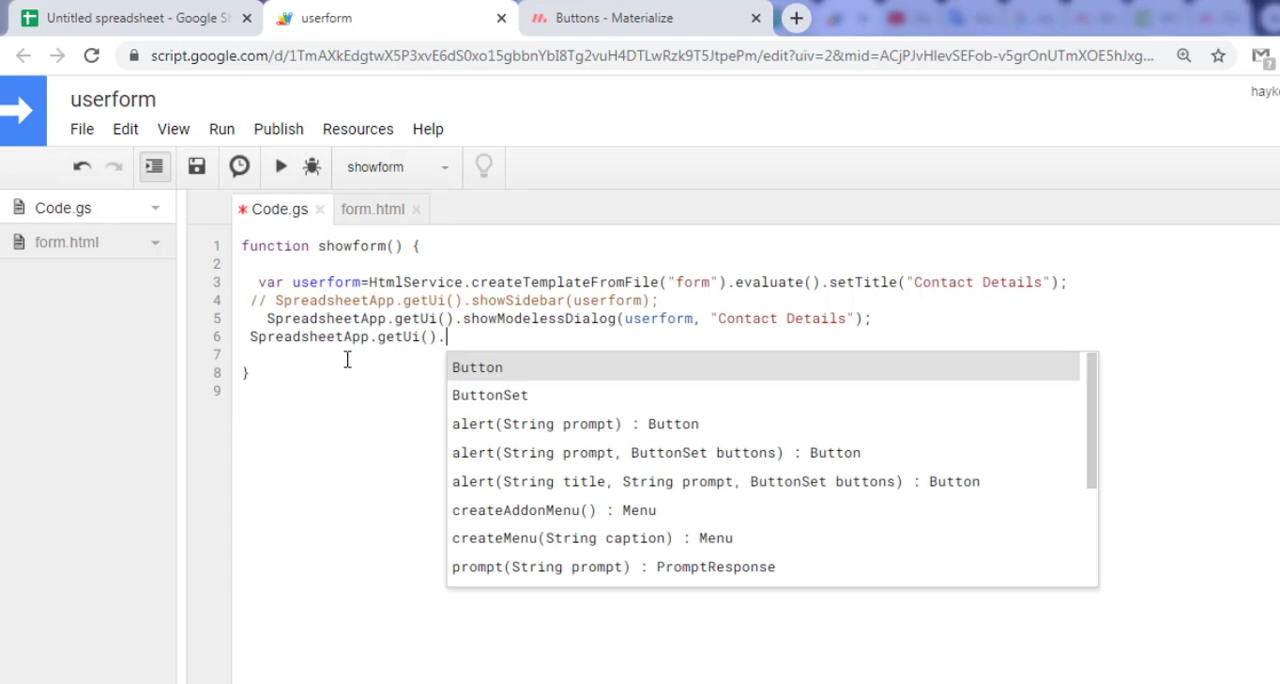 Untitled spreadsheet - Google Sh
userform
Buttons - Materialize
script.google.com/d/1TmAXkEdgtwX5P3xvE6dS0xo15gbbnYbI8Tg2vuH4DTLwRzk9T5JtpePm/edit?uiv=2&mid=ACjPJvHlevSEFob-v5grOnUTmXOE5hJxg...
userform
hayk
File Edit View Run Publish Resources Help
showform
Code.gs
form.html
* Code.gs
form.html
1 function showform() {
2
3 var userform=HtmlService.createTemplateFromFile("form").evaluate().setTitle("Contact Details");
4 // SpreadsheetApp.getUi().showSidebar(userform);
5 SpreadsheetApp.getUi().showModelessDialog(userform, "Contact Details");
6 SpreadsheetApp.getUi().
7
8 }
9
Button
ButtonSet
alert(String prompt) : Button
alert(String prompt, ButtonSet buttons) : Button
alert(String title, String prompt, ButtonSet buttons) : Button
createAddonMenu() : Menu
createMenu(String caption) : Menu
prompt(String prompt) : PromptResponse